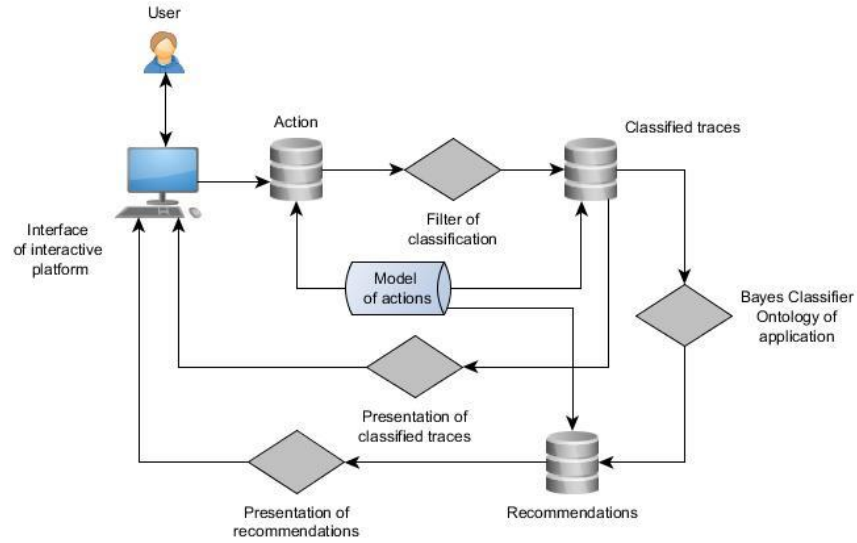 User
Action
Classified traces
Interface
of interactive
platform
Filter of
classification
Model
of actions
Bayes Classifier
Ontology of
application
Presentation of
classified traces
Presentation of
recommendations
Recommendations